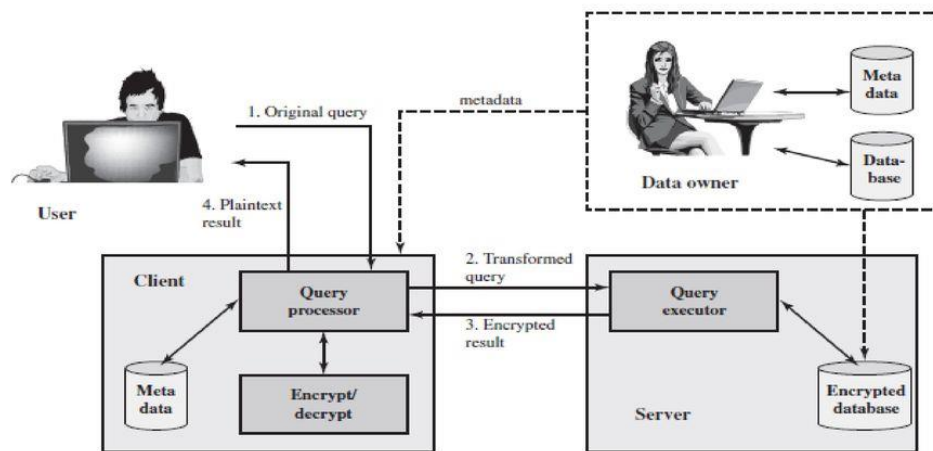 metadata
1. Original query
Meta
data
Data-
base
Data owner
User
4. Plaintext
result
Client
2. Transformed
query
Query
processor
Query
executor
3. Encrypted
result
Meta
data
Encrypt/
decrypt
Server
Encrypted
database